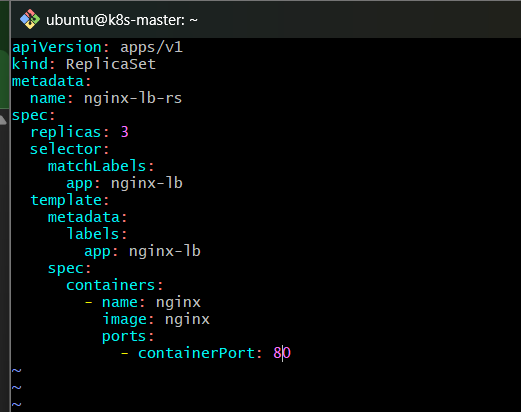 ubuntu@k8s-master: ~
apiVersion: apps/v1
kind: ReplicaSet
metadata:
  name: nginx-lb-rs
spec:
  replicas: 3
  selector:
    matchLabels:
      app: nginx-lb
  template:
    metadata:
      labels:
        app: nginx-lb
    spec:
      containers:
        - name: nginx
          image: nginx
          ports:
            - containerPort: 80
~
~
~